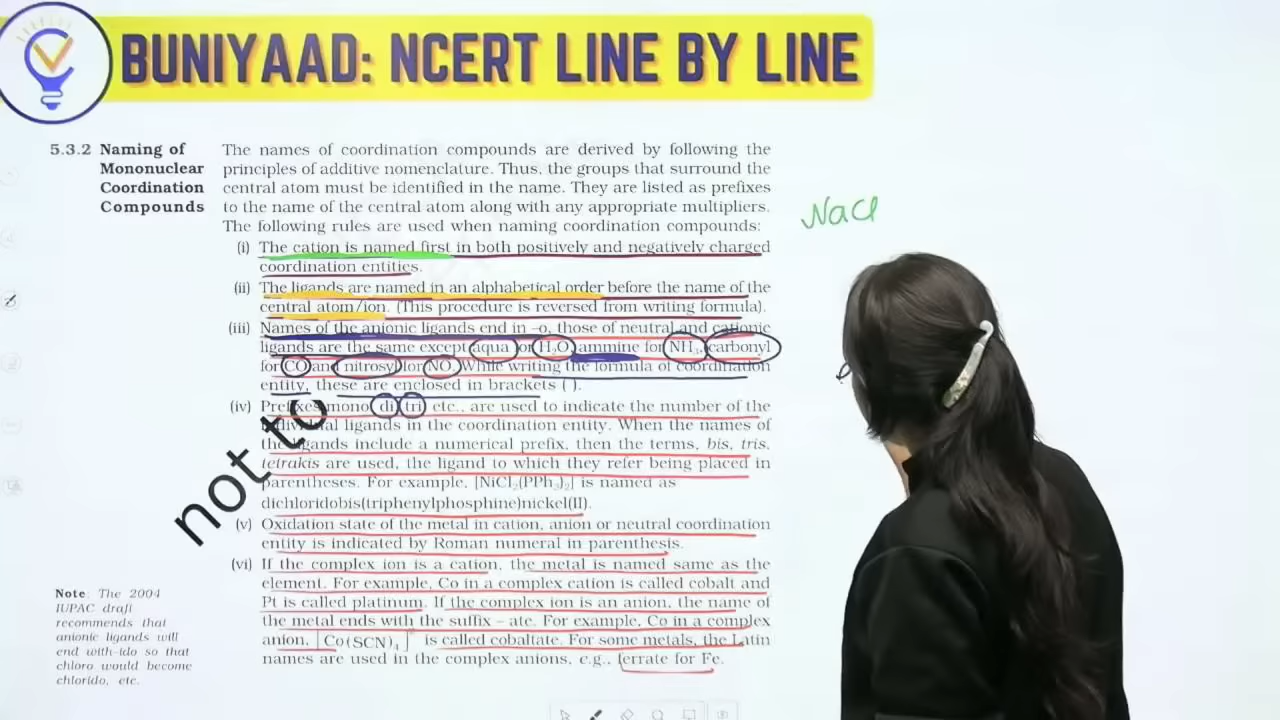 BUNIYAAD: NCERT LINE BY LINE
5.3.2 Naming of
Mononuclear
Coordination
Compounds
The names of coordination compounds are derived by following the
principles of additive nomenclature. Thus, the groups that surround the
central atom must be identified in the name. They are listed as prefixes
to the name of the central atom along with any appropriate multipliers.
The following rules are used when naming coordination compounds:
(i) The cation is named first in both positively and negatively charged
coordination entities.
(ii) The ligands are named in an alphabetical order before the name of the
central atom/ion. (This procedure is reversed from writing formula).
(iii) Names of the anionic ligands end in –o, those of neutral and cationic
ligands are the same except aqua for H2O, ammine for NH3, carbonyl
for CO and nitrosyl for NO. While writing the formula of coordination
entity, these are enclosed in brackets ( ).
(iv) Prefixes mono, di, tri, etc., are used to indicate the number of the
individual ligands in the coordination entity. When the names of
the ligands include a numerical prefix, then the terms, bis, tris,
tetrakis are used, the ligand to which they refer being placed in
parentheses. For example, [NiCl2(PPh3)2] is named as
dichloridobis(triphenylphosphine)nickel(II).
(v) Oxidation state of the metal in cation, anion or neutral coordination
entity is indicated by Roman numeral in parenthesis.
(vi) If the complex ion is a cation, the metal is named same as the
element. For example, Co in a complex cation is called cobalt and
Pt is called platinum. If the complex ion is an anion, the name of
the metal ends with the suffix – ate. For example, Co in a complex
anion, [Co(SCN)4] is called cobaltate. For some metals, the Latin
names are used in the complex anions, e.g., ferrate for Fe.
Note: The 2004
IUPAC draft
recommends that
anionic ligands will
end with–ido so that
chloro would become
chlorido, etc.
not to
NaCl